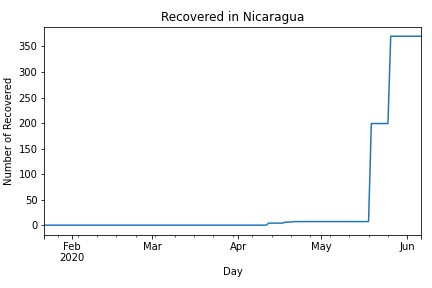 Recovered in Nicaragua
Number of Recovered
350
300
250
200
150
100
50
0
Feb
2020
Mar
Apr
May
Jun
Day